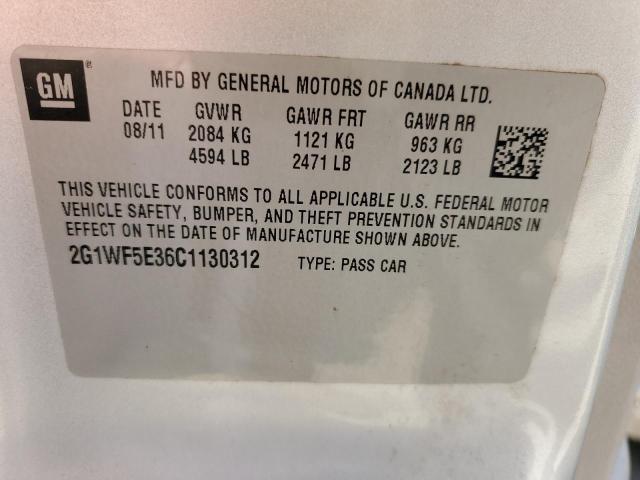 GM ®
MFD BY GENERAL MOTORS OF CANADA LTD.
DATE GVWR GAWR FRT GAWR RR
08/11 2084 KG 1121 KG 963 KG
4594 LB 2471 LB 2123 LB
THIS VEHICLE CONFORMS TO ALL APPLICABLE U.S. FEDERAL MOTOR
VEHICLE SAFETY, BUMPER, AND THEFT PREVENTION STANDARDS IN
EFFECT ON THE DATE OF MANUFACTURE SHOWN ABOVE.
2G1WF5E36C1130312 TYPE: PASS CAR